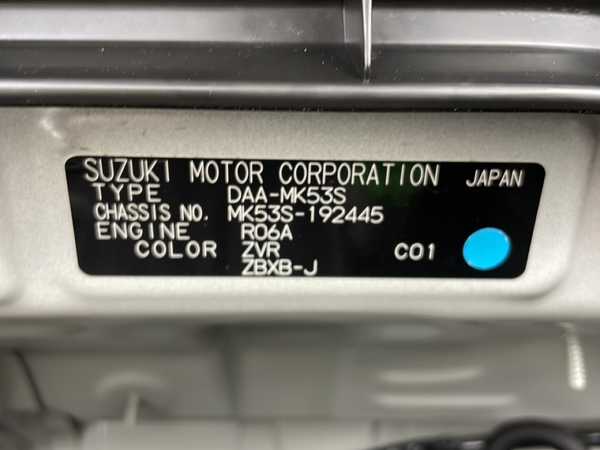 SUZUKI MOTOR CORPORATION JAPAN
TYPE DAA-MK53S
CHASSIS NO. MK53S-192445
ENGINE R06A
COLOR ZVR C01
ZBXB-J